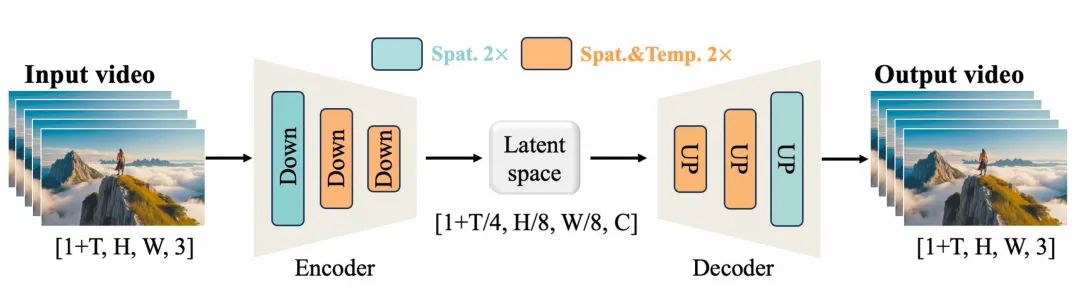 Spat. 2×
Spat.&Temp. 2×
Input video
Output video
Down
Down
Down
Latent
space
UP
UP
UP
[1+T, H, W, 3]
[1+T/4, H/8, W/8, C]
[1+T, H, W, 3]
Encoder
Decoder